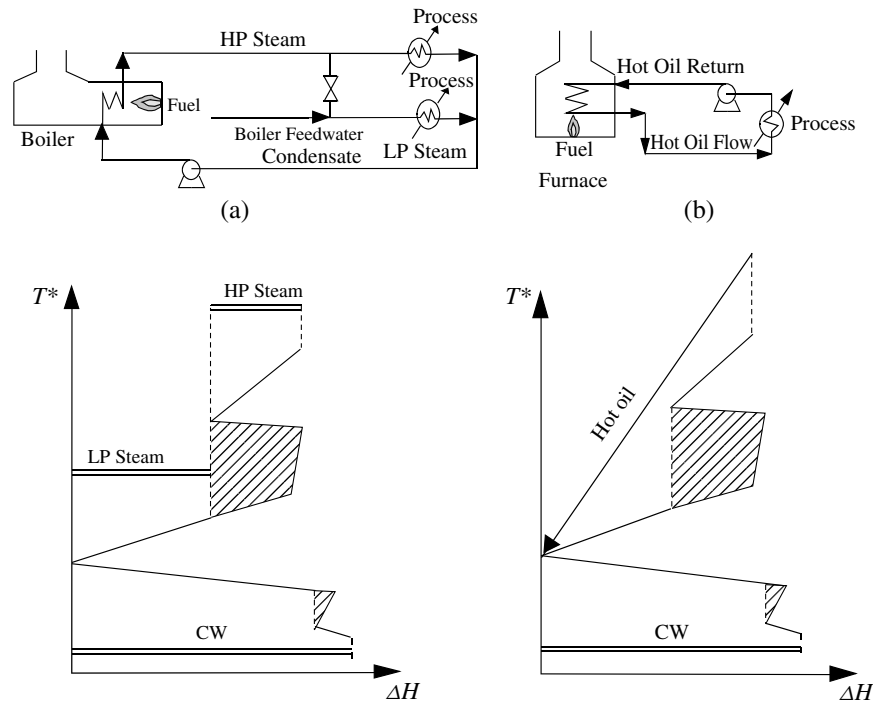 Process
HP Steam
Process
Fuel
Boiler
Boiler Feedwater
Condensate
LP Steam
(a)
Hot Oil Return
Process
Hot Oil Flow
Fuel
Furnace
(b)
T*
HP Steam
LP Steam
CW
ΔH
T*
Hot oil
CW
ΔH